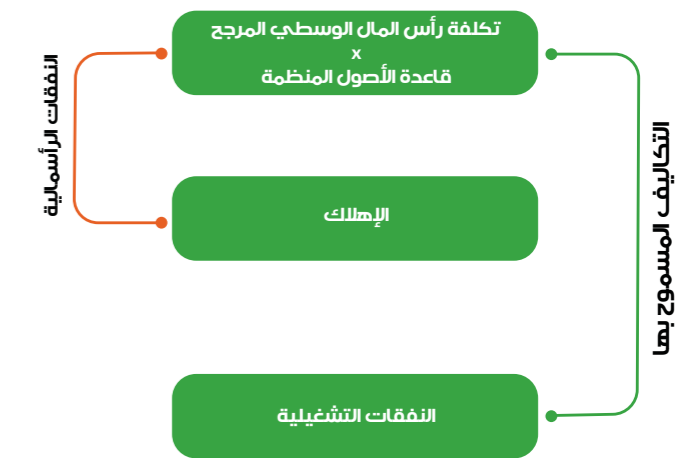 تكلفة رأس المال الوسطي المرجح
x
قاعدة الأصول المنظمة
النفقات الرأسمالية
التكاليف المسموح بها
الإهلاك
النفقات التشغيلية